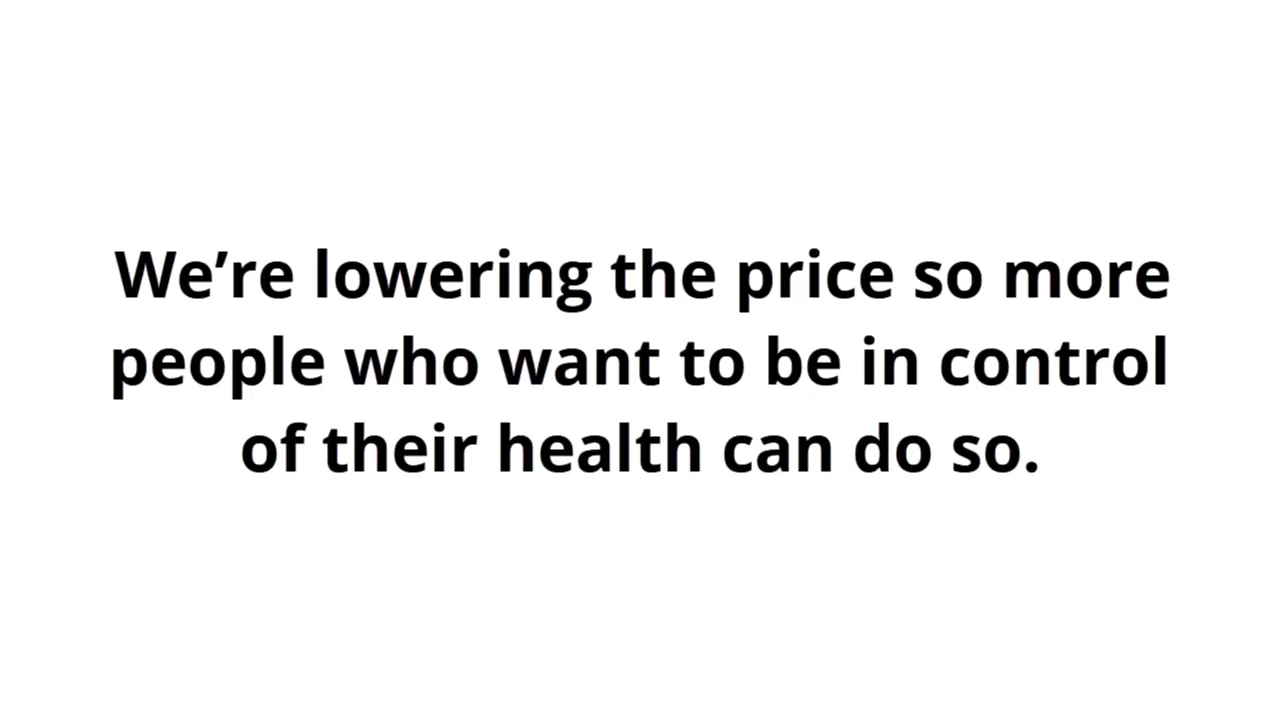 We’re lowering the price so more
people who want to be in control
of their health can do so.